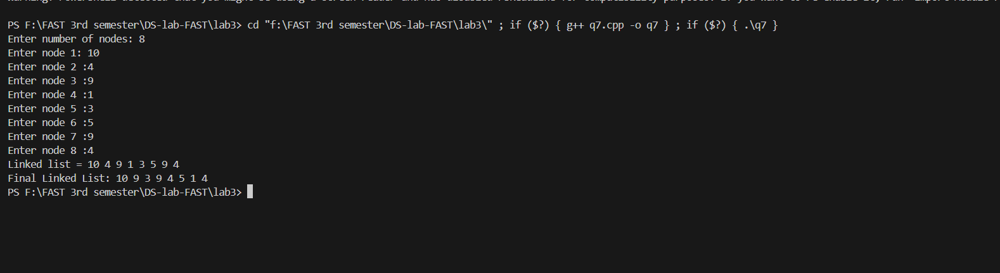 PS F:\FAST 3rd semester\DS-lab-FAST\lab3> cd "f:\FAST 3rd semester\DS-lab-FAST\lab3\" ; if ($?) { g++ q7.cpp -o q7 } ; if ($?) { .\q7 }
Enter number of nodes: 8
Enter node 1: 10
Enter node 2 :4
Enter node 3 :9
Enter node 4 :1
Enter node 5 :3
Enter node 6 :5
Enter node 7 :9
Enter node 8 :4
Linked list = 10 4 9 1 3 5 9 4
Final Linked List: 10 9 3 9 4 5 1 4
PS F:\FAST 3rd semester\DS-lab-FAST\lab3>